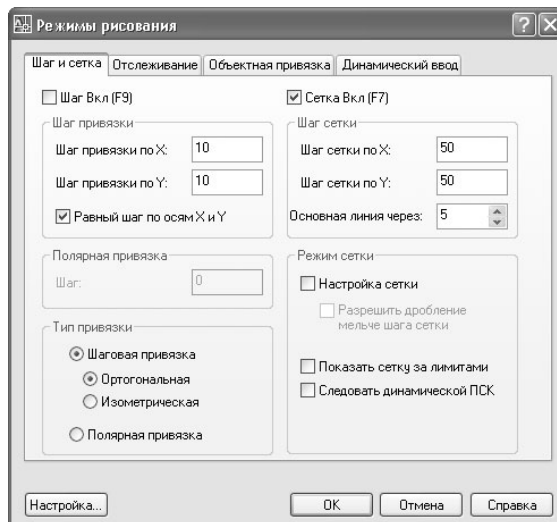 Режимы рисования
Шаг и сетка Отслеживание Объектная привязка Динамический ввод
Шаг Вкл (F9)
Шаг привязки
Шаг привязки по X: 10
Шаг привязки по Y: 10
Равный шаг по осям X и Y
Полярная привязка
Шаг: 0
Тип привязки
Шаговая привязка
Ортогональная
Изометрическая
Полярная привязка
Сетка Вкл (F7)
Шаг сетки
Шаг сетки по X: 50
Шаг сетки по Y: 50
Основная линия через: 5
Режим сетки
Настройка сетки
Разрешить дробление
мельче шага сетки
Показать сетку за лимитами
Следовать динамической ПСК
Настройка... OK Отмена Справка